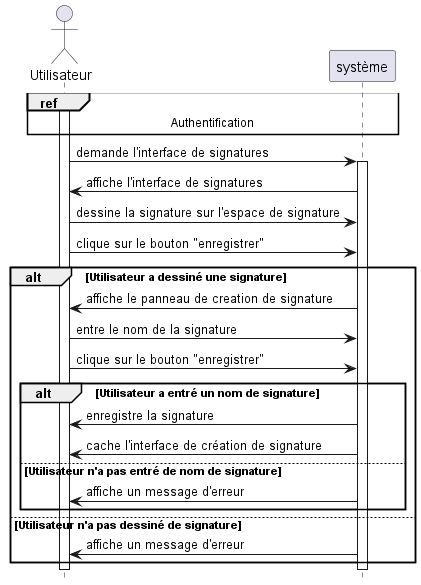 Utilisateur
système
ref
Authentification
demande l'interface de signatures
affiche l'interface de signatures
dessine la signature sur l'espace de signature
clique sur le bouton "enregistrer"
alt [Utilisateur a dessiné une signature]
affiche le panneau de creation de signature
entre le nom de la signature
clique sur le bouton "enregistrer"
alt [Utilisateur a entré un nom de signature]
enregistre la signature
cache l'interface de création de signature
[Utilisateur n'a pas entré de nom de signature]
affiche un message d'erreur
[Utilisateur n'a pas dessiné de signature]
affiche un message d'erreur